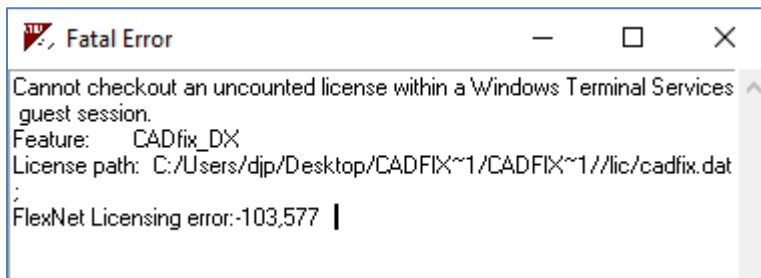 Fatal Error
Cannot checkout an uncounted license within a Windows Terminal Services
guest session.
Feature: CADfix_DX
License path: C:/Users/djp/Desktop/CADFIX~1/CADFIX~1//lic/cadfix.dat
;
FlexNet Licensing error:-103,577